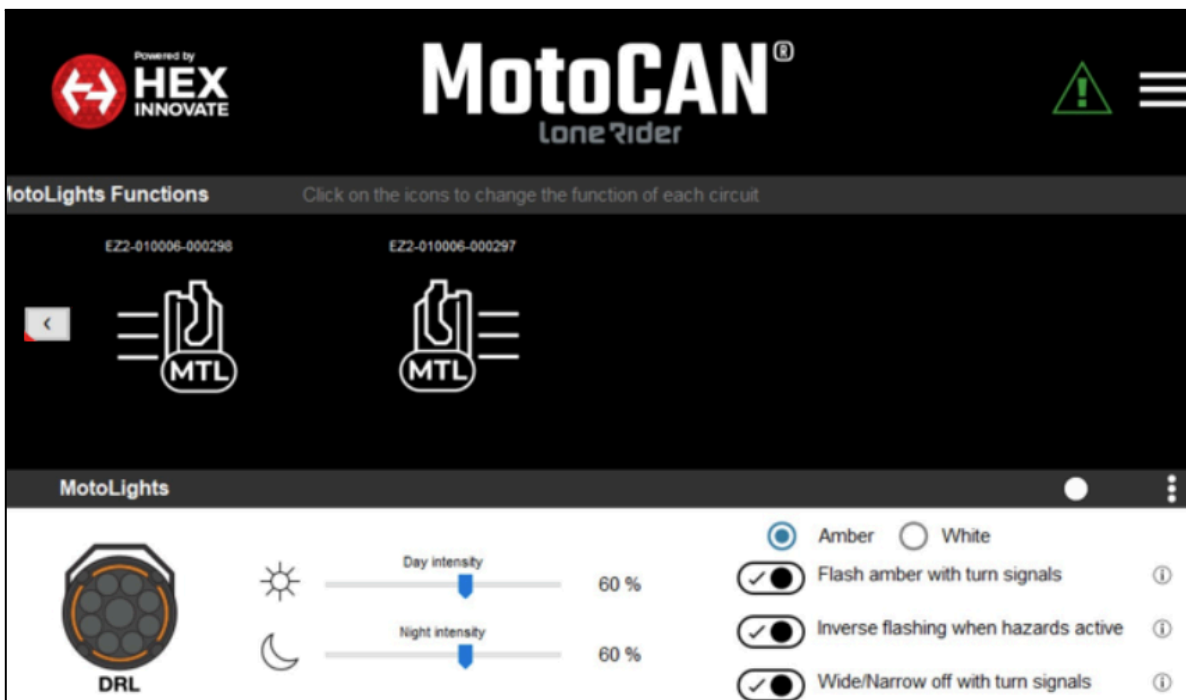 Powered by
HEX
INNOVATE
MotoCAN®
Lone Rider
MotoLights Functions Click on the icons to change the function of each circuit
EZ2-010006-000298 EZ2-010006-000297
MTL MTL
MotoLights
Amber White
Day intensity 60 % Flash amber with turn signals
Inverse flashing when hazards active
Night intensity 60 %
Wide/Narrow off with turn signals
DRL